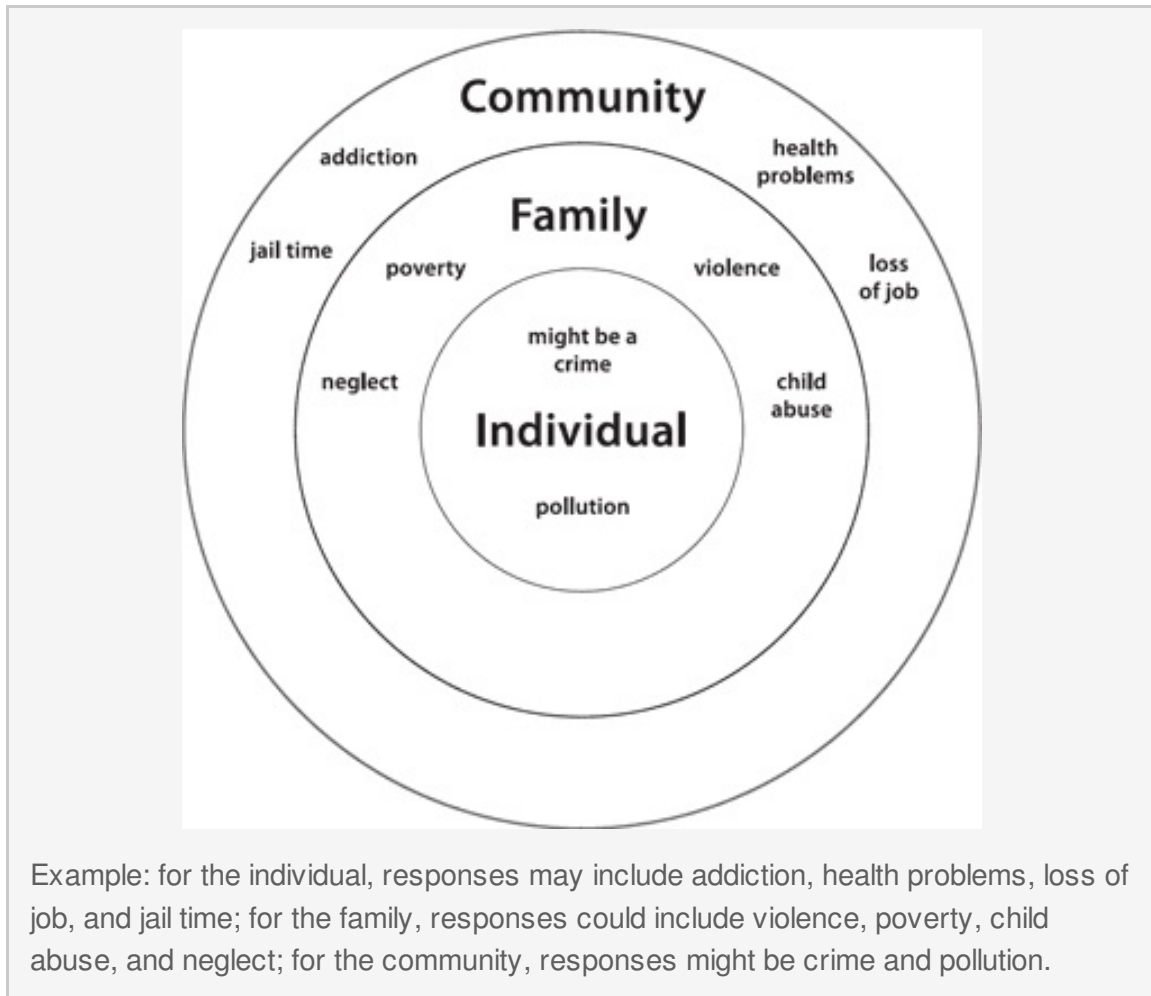 Community
addiction
health
problems
Family
jail time
poverty
violence
loss
of job
might be a
crime
neglect
child
abuse
Individual
pollution
Example: for the individual, responses may include addiction, health problems, loss of
job, and jail time; for the family, responses could include violence, poverty, child
abuse, and neglect; for the community, responses might be crime and pollution.